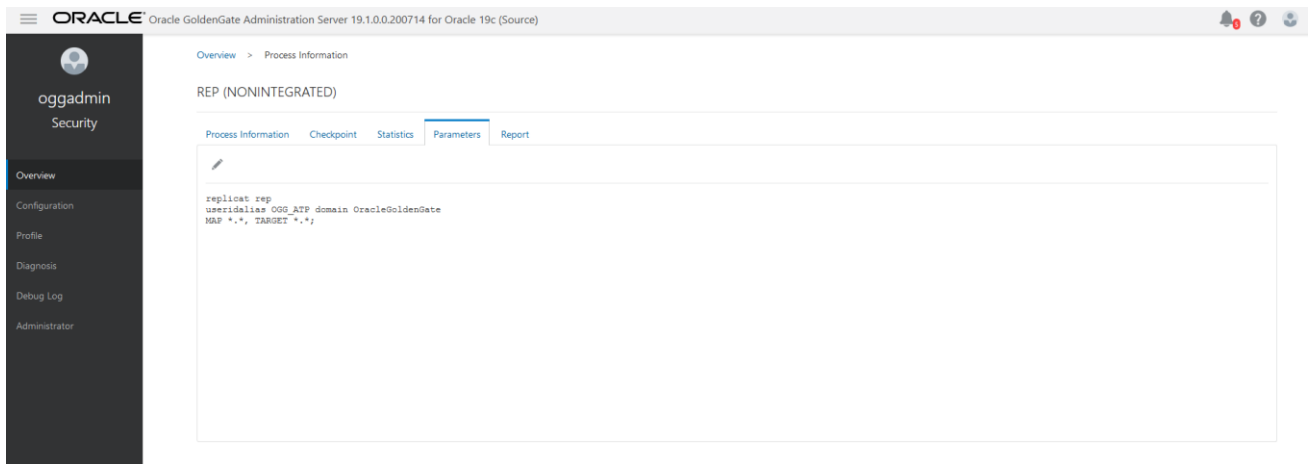 ORACLE® Oracle GoldenGate Administration Server 19.1.0.0.200714 for Oracle 19c (Source)
oggadmin
Security
Overview
Configuration
Profile
Diagnosis
Debug Log
Administrator
Overview > Process Information
REP (NONINTEGRATED)
Process Information Checkpoint Statistics Parameters Report
replicat rep
useridalias OGG_ATP domain OracleGoldenGate
MAP *.*, TARGET *.*;